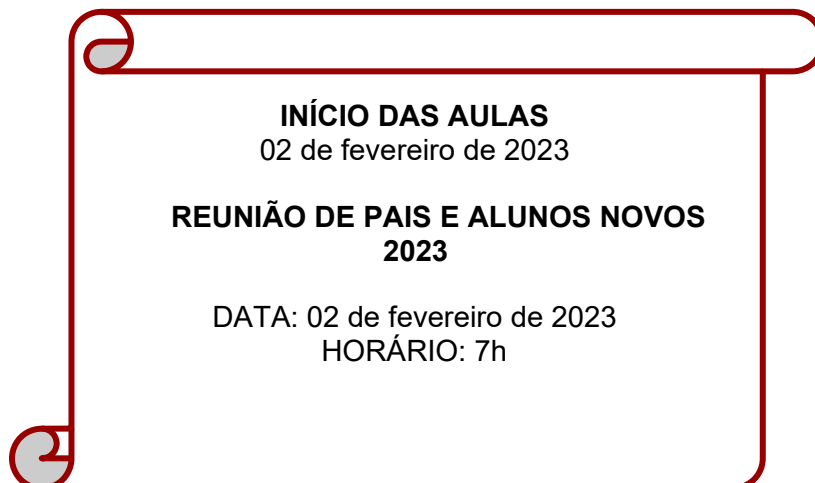 INÍCIO DAS AULAS
02 de fevereiro de 2023
REUNIÃO DE PAIS E ALUNOS NOVOS
2023
DATA: 02 de fevereiro de 2023
HORÁRIO: 7h